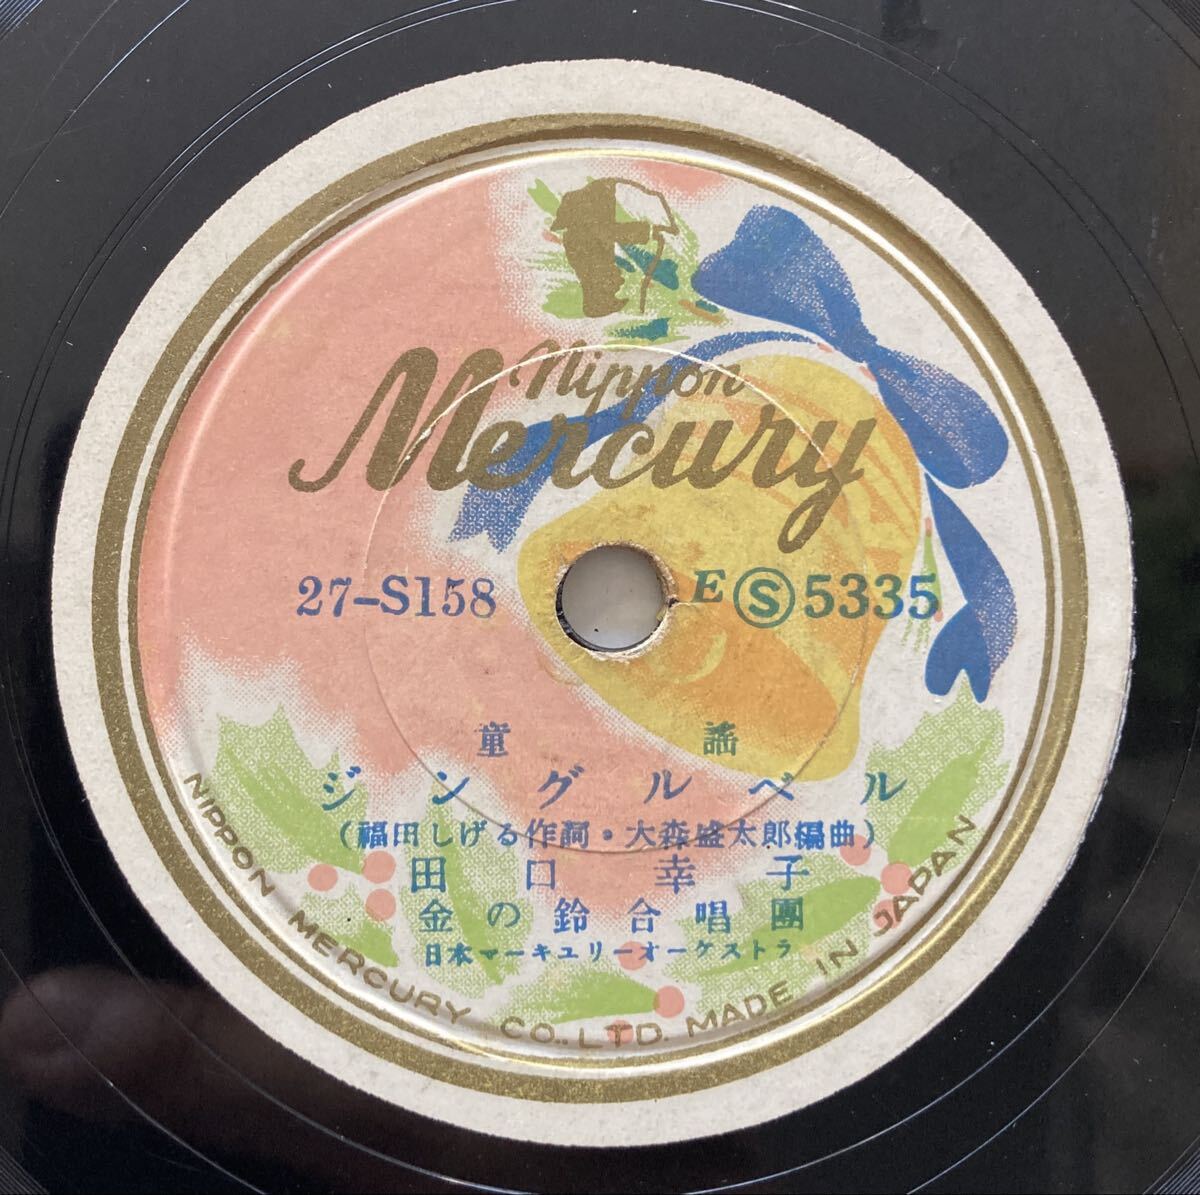 Nippon
Mercury
27-S158
E Ⓢ 5335
童謡
ジングルベル
(福田しげる作詞・大森盛太郎編曲)
田口幸子
金の鈴合唱團
日本マーキュリーオーケストラ
NIPPON MERCURY CO., LTD. MADE IN JAPAN